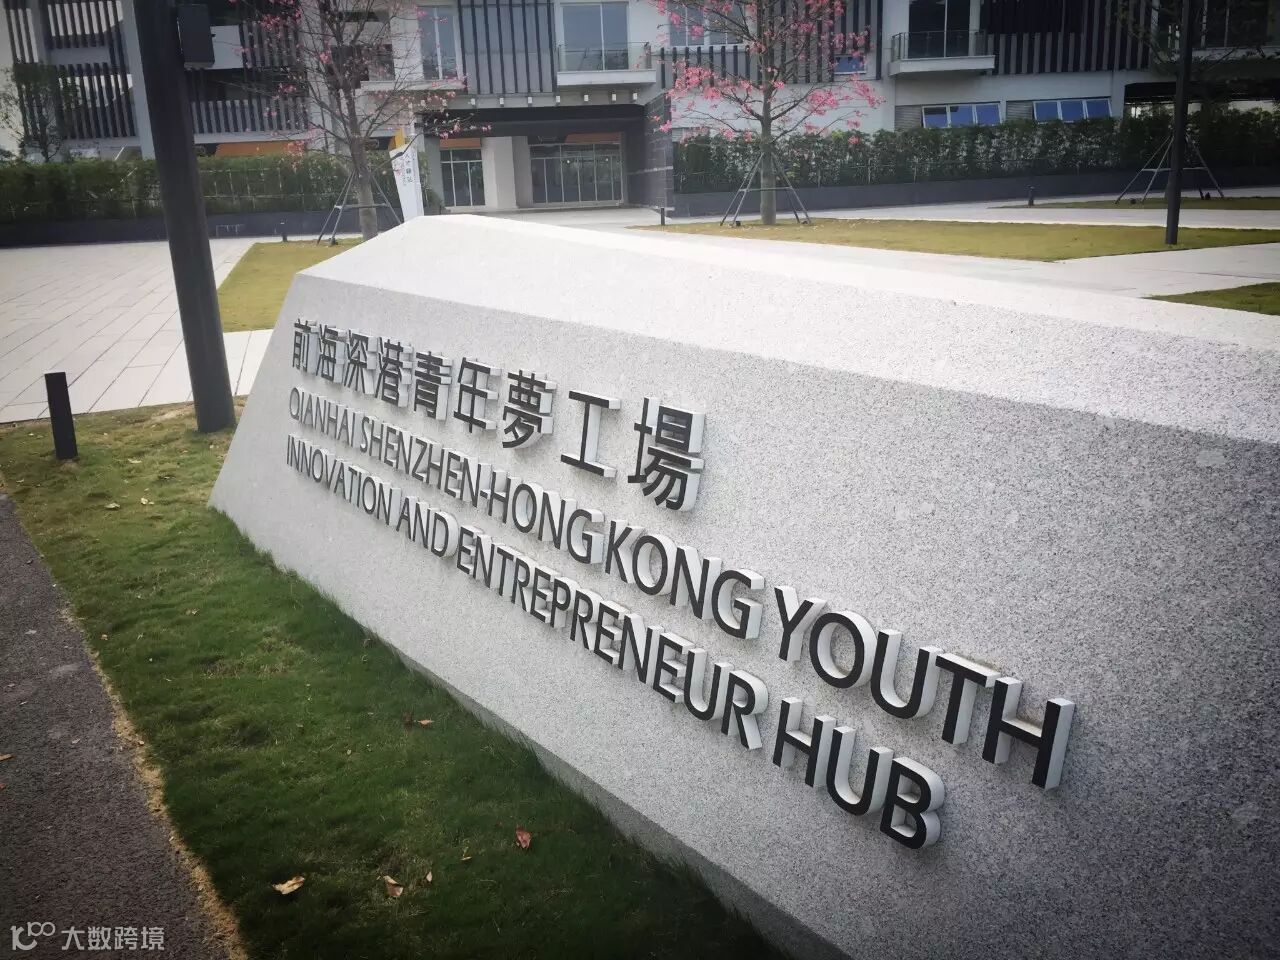 前海深港青年夢工場
QIANHAI SHENZHEN-HONG KONG YOUTH
INNOVATION AND ENTREPRENEUR HUB
大数跨境